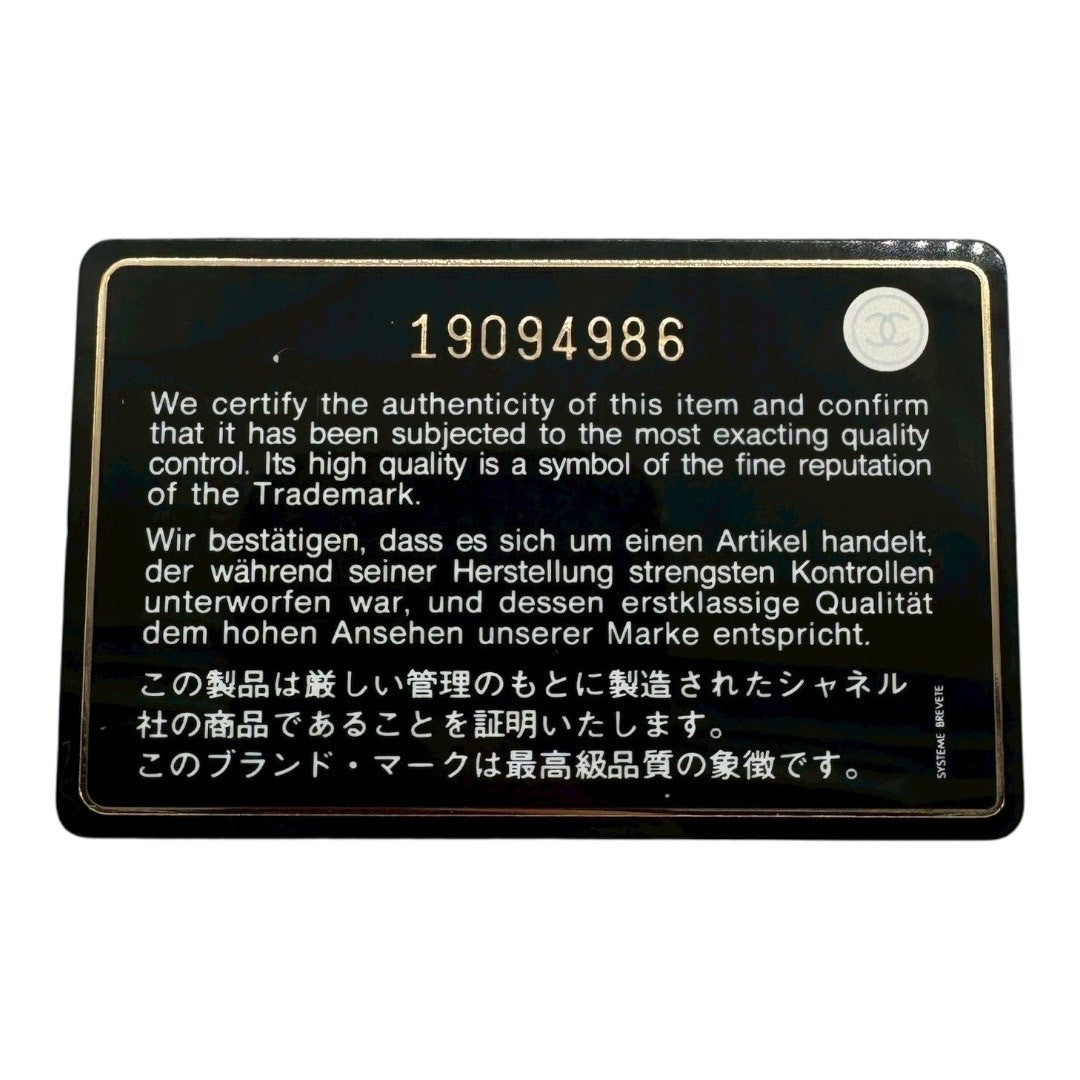 19094986
We certify the authenticity of this item and confirm
that it has been subjected to the most exacting quality
control. Its high quality is a symbol of the fine reputation
of the Trademark.
Wir bestätigen, dass es sich um einen Artikel handelt,
der während seiner Herstellung strengsten Kontrollen
unterworfen war, und dessen erstklassige Qualität
dem hohen Ansehen unserer Marke entspricht.
この製品は厳しい管理のもとに製造されたシャネル
社の商品であることを証明いたします。
このブランド・マークは最高級品質の象徴です。
SYSTEME BREVETE